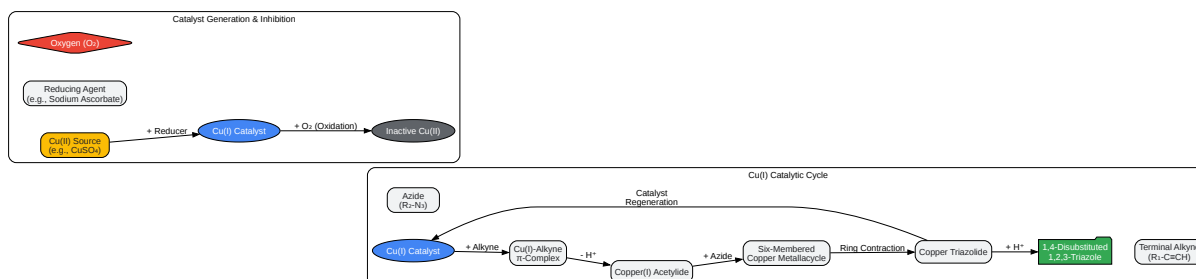 Catalyst Generation & Inhibition
Oxygen (O₂)
Reducing Agent
(e.g., Sodium Ascorbate)
Cu(II) Source
(e.g., CuSO₄)
+ Reducer
Cu(I) Catalyst
+ O₂ (Oxidation)
Inactive Cu(II)
Cu(I) Catalytic Cycle
Azide
(R₂-N₃)
Catalyst
Regeneration
Cu(I) Catalyst
+ Alkyne
Cu(I)-Alkyne
π-Complex
- H⁺
Copper(I) Acetylide
+ Azide
Six-Membered
Copper Metallacycle
Ring Contraction
Copper Triazolide
+ H⁺
1,4-Disubstituted
1,2,3-Triazole
Terminal Alkyne
(R₁-C≡CH)